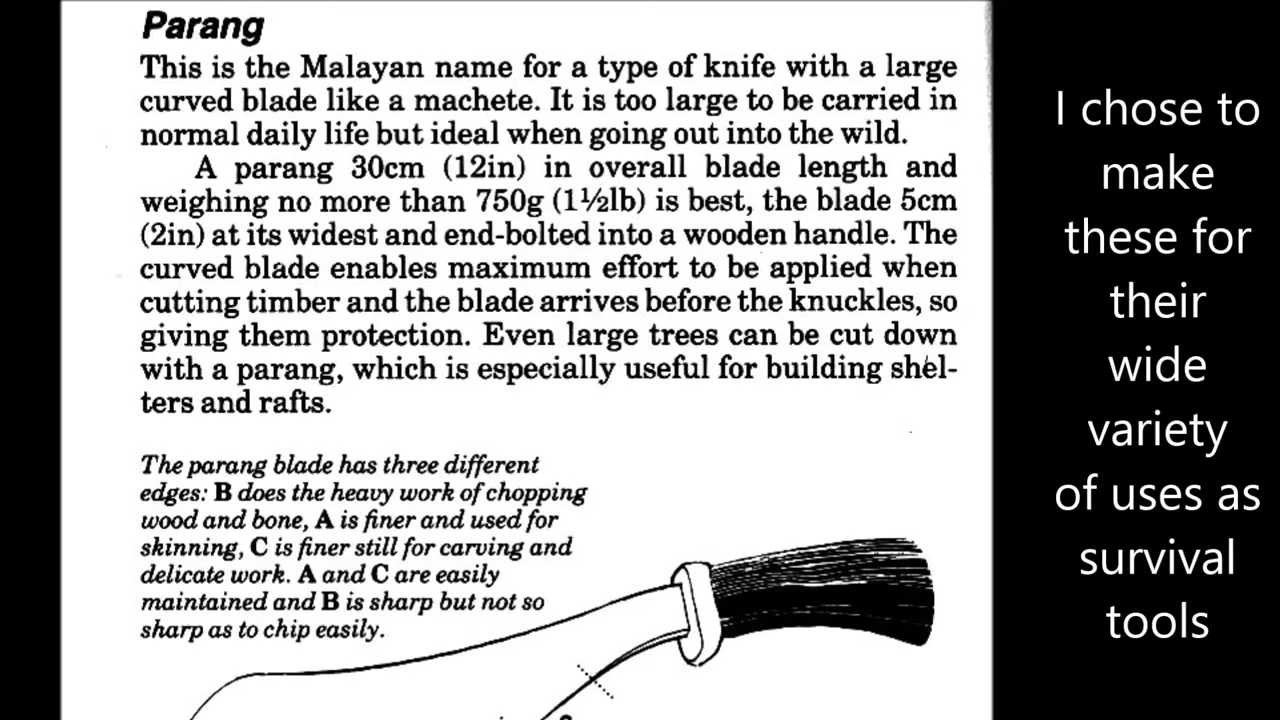 Parang
This is the Malayan name for a type of knife with a large
curved blade like a machete. It is too large to be carried in
normal daily life but ideal when going out into the wild.
A parang 30cm (12in) in overall blade length and
weighing no more than 750g (1½lb) is best, the blade 5cm
(2in) at its widest and end-bolted into a wooden handle. The
curved blade enables maximum effort to be applied when
cutting timber and the blade arrives before the knuckles, so
giving them protection. Even large trees can be cut down
with a parang, which is especially useful for building shel-
ters and rafts.
The parang blade has three different
edges: B does the heavy work of chopping
wood and bone, A is finer and used for
skinning, C is finer still for carving and
delicate work. A and C are easily
maintained and B is sharp but not so
sharp as to chip easily.
I chose to
make
these for
their
wide
variety
of uses as
survival
tools